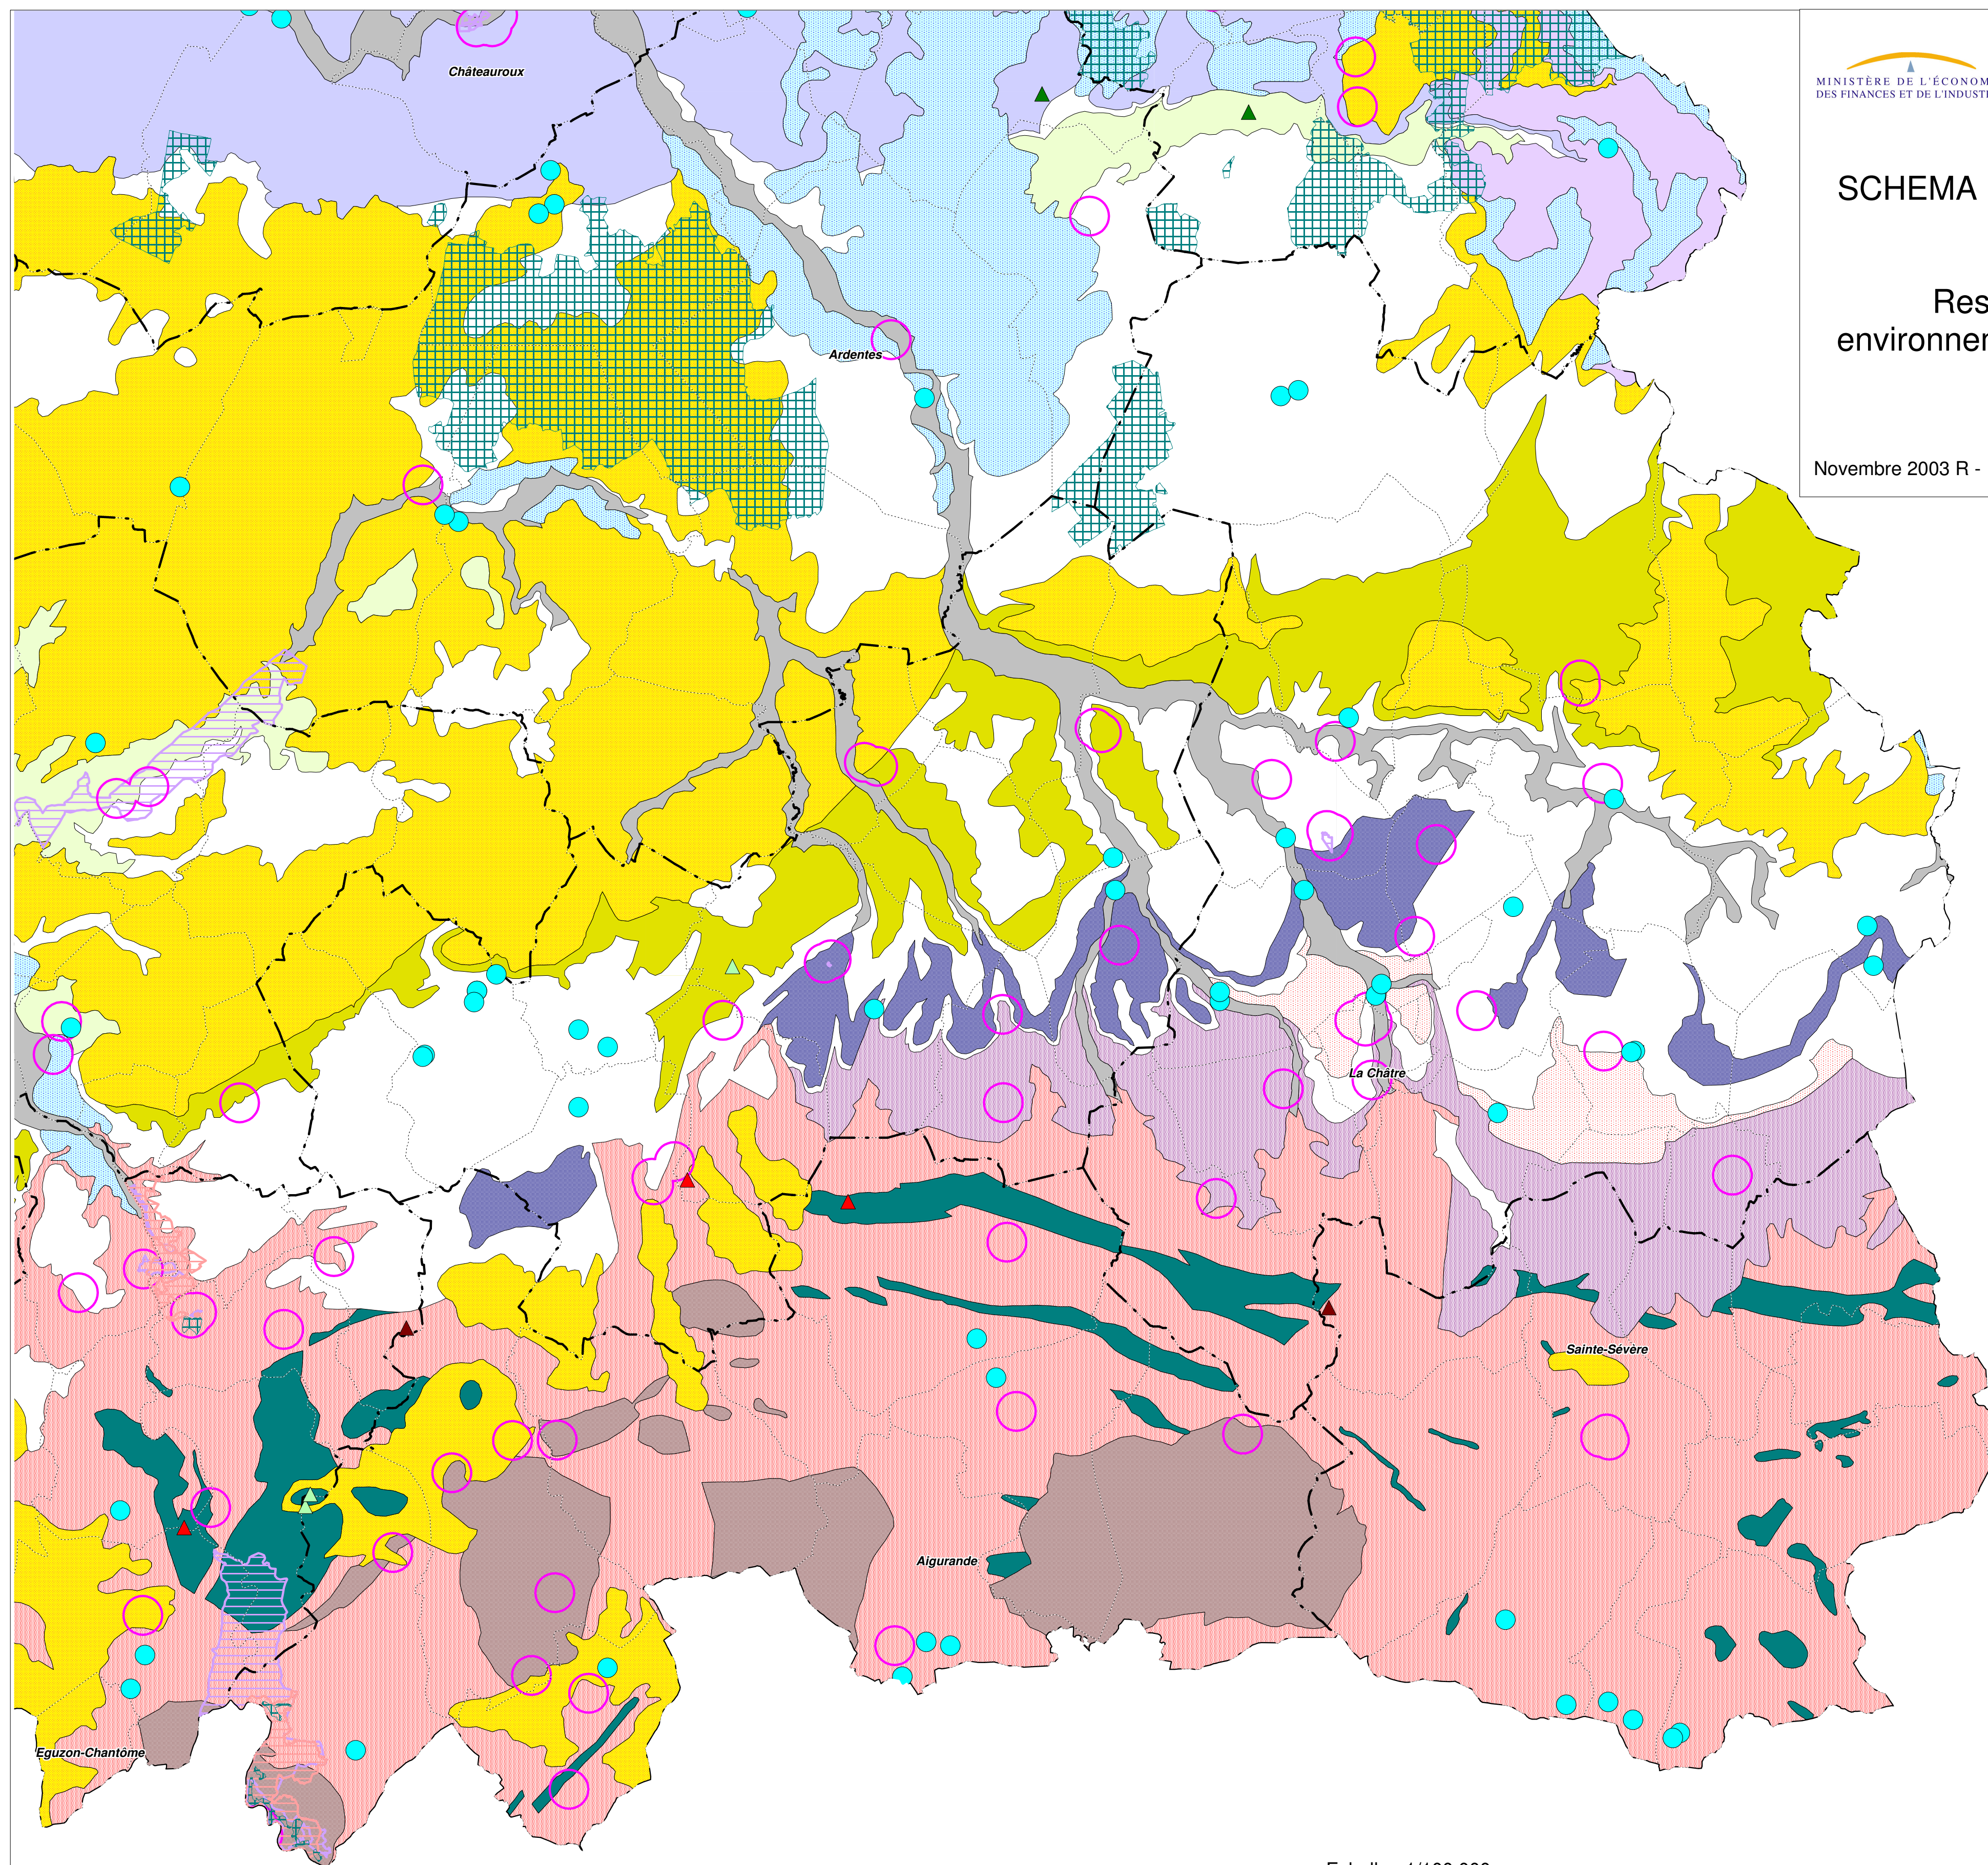 Châteauroux
MINISTÈRE DE L'ÉCONOM
DES FINANCES ET DE L'INDUSTR
SCHEMA
Res
environner
Ardentes
Novembre 2003 R -
La Châtre
Sainte-Sévère
Aigurande
Eguzon-Chantôme